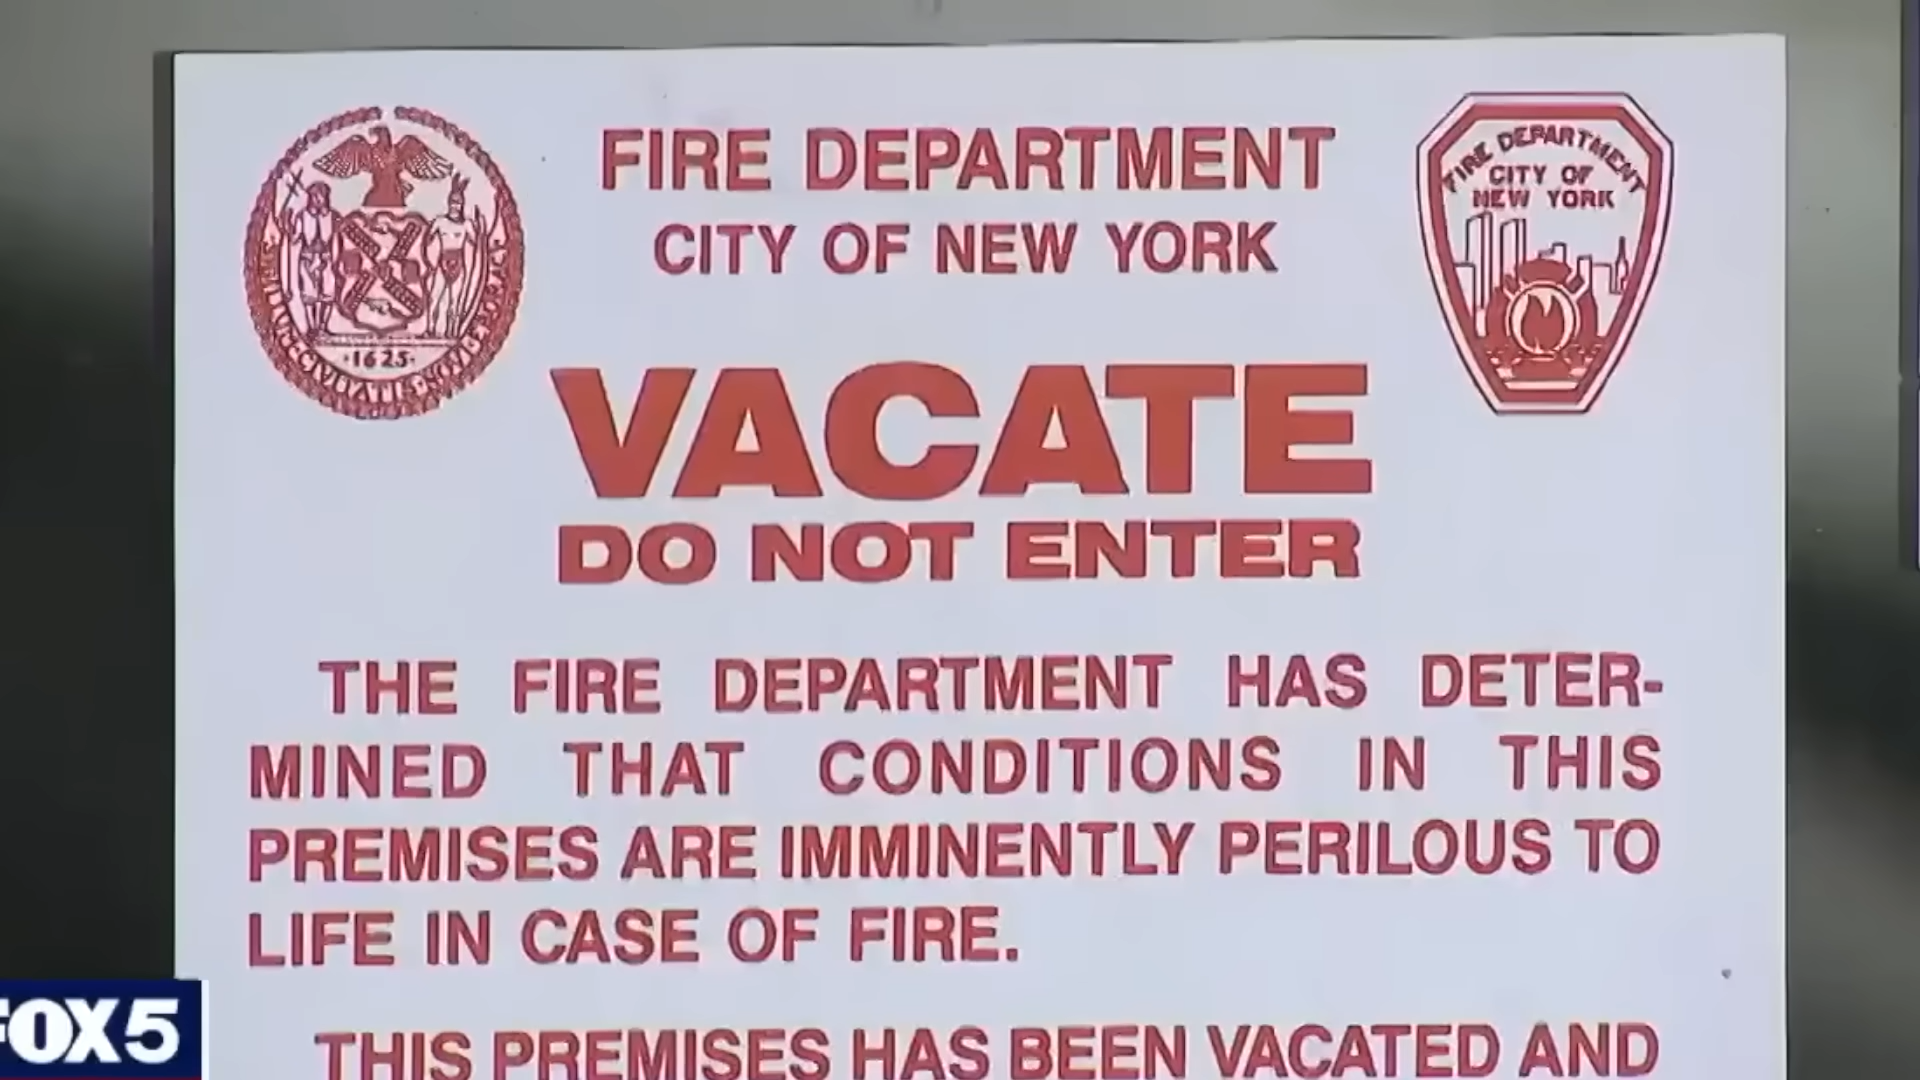 FIRE DEPARTMENT
CITY OF NEW YORK
FIRE DEPARTMENT
CITY OF
NEW YORK
1625
VACATE
DO NOT ENTER
THE FIRE DEPARTMENT HAS DETER-
MINED THAT CONDITIONS IN THIS
PREMISES ARE IMMINENTLY PERILOUS TO
LIFE IN CASE OF FIRE.
THIS PREMISES HAS BEEN VACATED AND
FOX 5